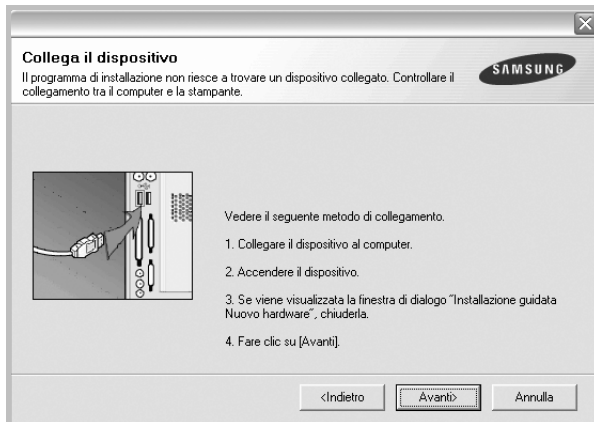 Collega il dispositivo
Il programma di installazione non riesce a trovare un dispositivo collegato. Controllare il
collegamento tra il computer e la stampante.
SAMSUNG
Vedere il seguente metodo di collegamento.
1. Collegare il dispositivo al computer.
2. Accendere il dispositivo.
3. Se viene visualizzata la finestra di dialogo "Installazione guidata
Nuovo hardware", chiuderla.
4. Fare clic su [Avanti].
<Indietro Avanti> Annulla